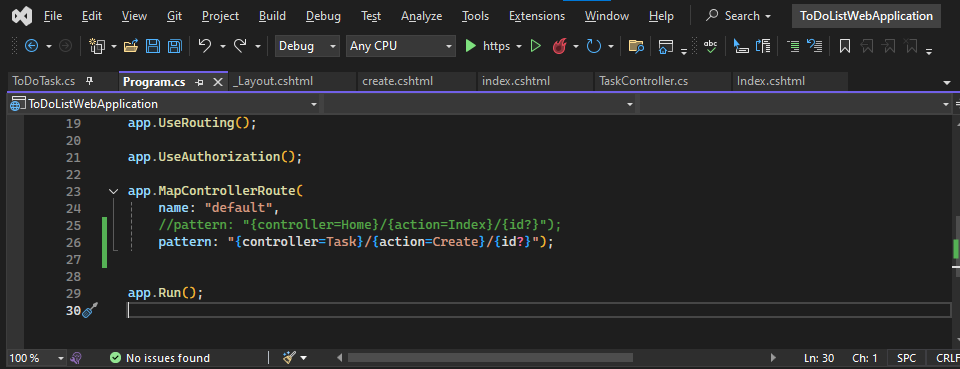 File Edit View Git Project Build Debug Test Analyze Tools Extensions Window Help Search ToDoListWebApplication
Debug Any CPU https abc
ToDoTask.cs Program.cs _Layout.cshtml create.cshtml index.cshtml TaskController.cs Index.cshtml
ToDoListWebApplication
19 app.UseRouting();
20
21 app.UseAuthorization();
22
23 app.MapControllerRoute(
24 name: "default",
25 //pattern: "{controller=Home}/{action=Index}/{id?}");
26 pattern: "{controller=Task}/{action=Create}/{id?}");
27
28
29 app.Run();
30
100 % No issues found Ln: 30 Ch: 1 SPC CRLF